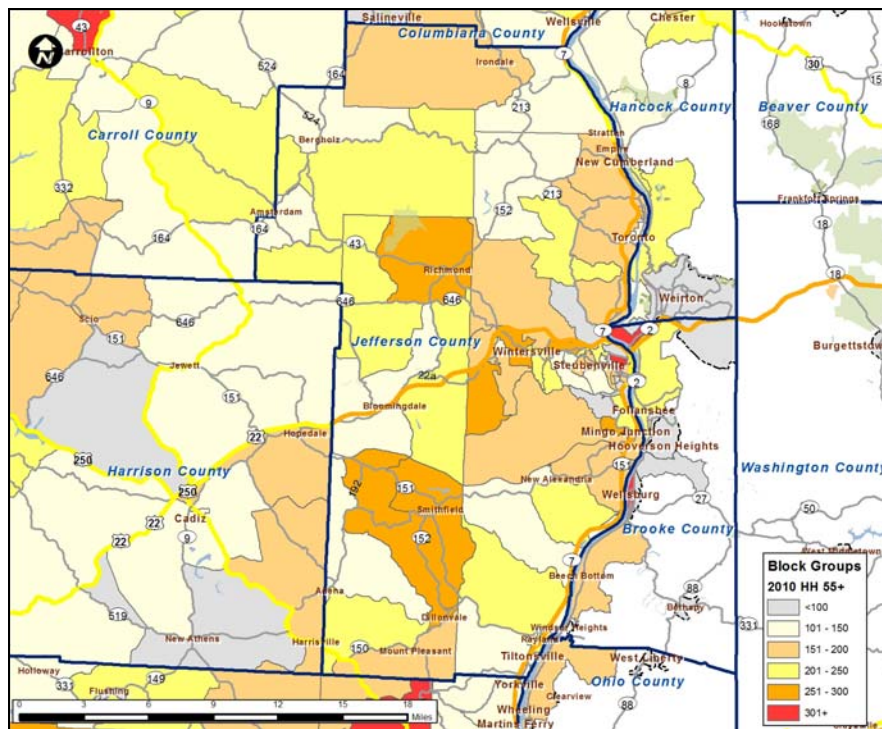 Salineville
Wellsville
Chester
Hookstown
43
Columbiana County
Carrollton
N
Irondale
7
30
524
164
8
9
213
Hancock County
Beaver County
524
168
Carroll County
Bergholz
Stratton
Empire
New Cumberland
332
213
Frankfort Springs
Amsterdam
152
18
164
164
43
Toronto
Richmond
18
646
646
Weirton
Scio
646
7
2
151
Jefferson County
Wintersville
Burgettstown
Steubenville
646
Jewett
22a
2
151
Bloomingdale
Follansbee
22
Hopedale
Mingo Junction
Hooverson Heights
250
Harrison County
151
Washington County
New Alexandria
250
192
151
Wellsburg
27
Smithfield
50
Cadiz
22
Brooke County
22
9
152
7
West Middletown
Block Groups
2010 HH 55+
<100
101 - 150
151 - 200
201 - 250
251 - 300
301+
Beech Bottom
88
Adena
Bethany
519
Dillonvale
331
New Athens
Windsor Heights
Harrisville
Rayland
150
Mount Pleasant
Tiltonsville
West Liberty
Holloway
149
331
Flushing
Yorkville
Ohio County
Clearview
0 3 6 9 12 15 18
Miles
Wheeling
88
Martins Ferry